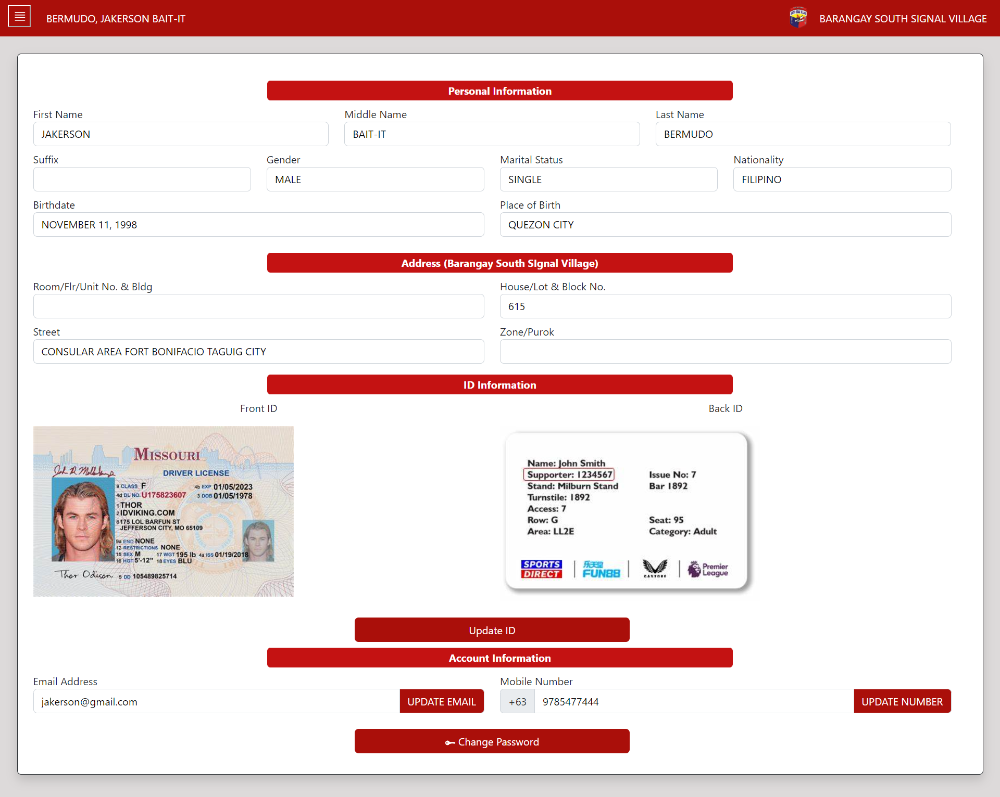 BERMUDO, JAKERSON BAIT-IT
BARANGAY SOUTH SIGNAL VILLAGE
Personal Information
First Name
Middle Name
Last Name
JAKERSON
BAIT-IT
BERMUDO
Suffix
Gender
Marital Status
Nationality
MALE
SINGLE
FILIPINO
Birthdate
Place of Birth
NOVEMBER 11, 1998
QUEZON CITY
Address (Barangay South SIgnal Village)
Room/Flr/Unit No. & Bldg
House/Lot & Block No.
615
Street
Zone/Purok
CONSULAR AREA FORT BONIFACIO TAGUIG CITY
ID Information
Front ID
Back ID
MISSOURI
DRIVER LICENSE
9 CLASS F
4b EXP 01/05/2023
4d DL NO. U175823607
3 DOB 01/05/1978
1 THOR
2 IDVIKING.COM
8 175 LOL BARFUN ST
JEFFERSON CITY, MO 65109
9a END NONE
12 RESTRICTIONS NONE
15 SEX M 17 WGT 195 lb 4a ISS 01/19/2018
16 HGT 5'-12" 18 EYES BLU
Thor Odison
5 DD 105489825714
Name: John Smith
Supporter: 1234567
Issue No: 7
Stand: Milburn Stand
Bar 1892
Turnstile: 1892
Access: 7
Row: G
Seat: 95
Area: LL2E
Category: Adult
SPORTS
DIRECT
乐天堂
FUN88
CASTORE
Premier
League
Update ID
Account Information
Email Address
Mobile Number
jakerson@gmail.com
UPDATE EMAIL
+63
9785477444
UPDATE NUMBER
Change Password